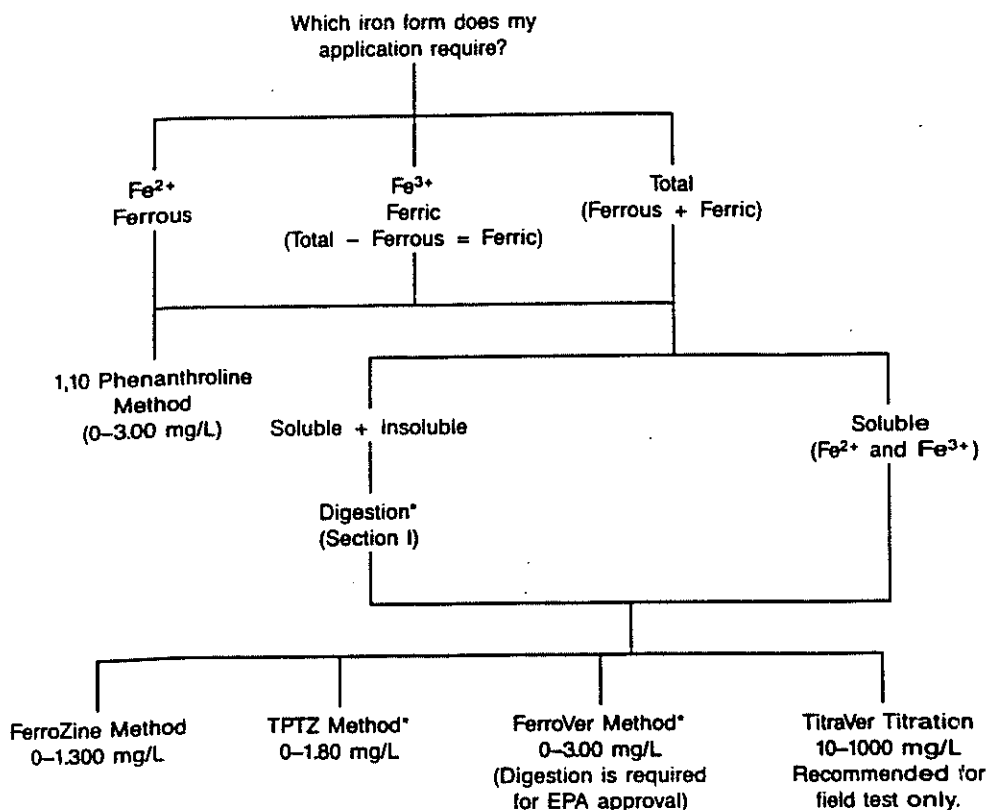 Which iron form does my
application require?
Fe²⁺
Ferrous
Fe³⁺
Ferric
(Total – Ferrous = Ferric)
Total
(Ferrous + Ferric)
1,10 Phenanthroline
Method
(0–3.00 mg/L)
Soluble + insoluble
Soluble
(Fe²⁺ and Fe³⁺)
Digestion*
(Section I)
FerroZine Method
0–1.300 mg/L
TPTZ Method*
0–1.80 mg/L
FerroVer Method*
0–3.00 mg/L
(Digestion is required
for EPA approval)
TitraVer Titration
10–1000 mg/L
Recommended for
field test only.